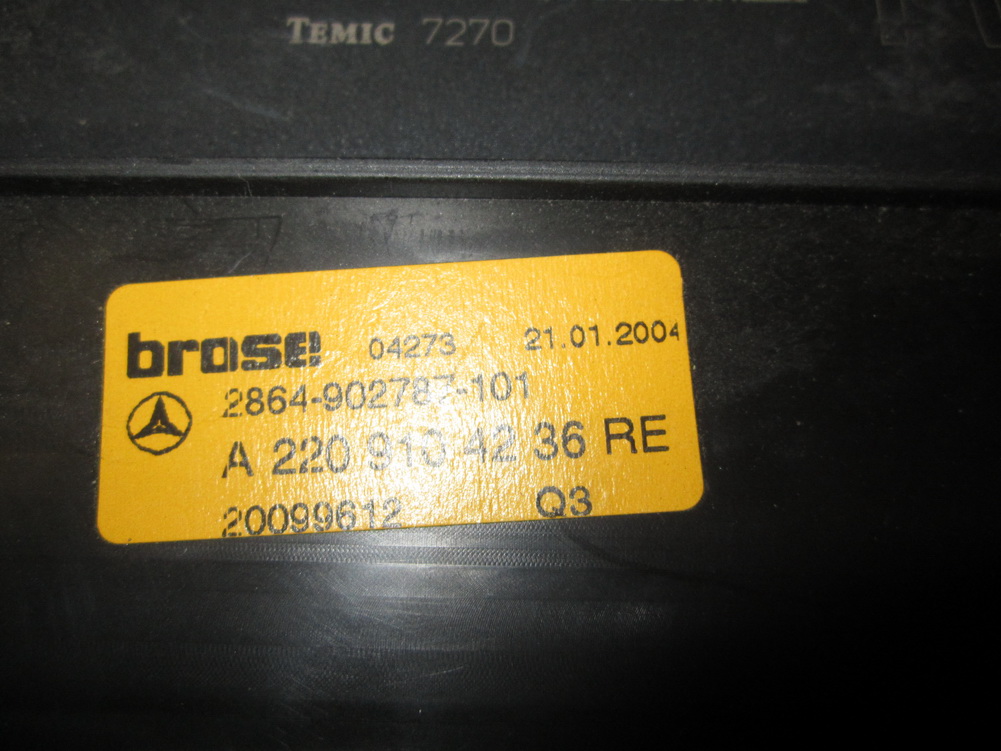 TEMIC 7270
brose 04273 21.01.2004
2864-902787-101
A 220 910 42 36 RE
20099612 Q3